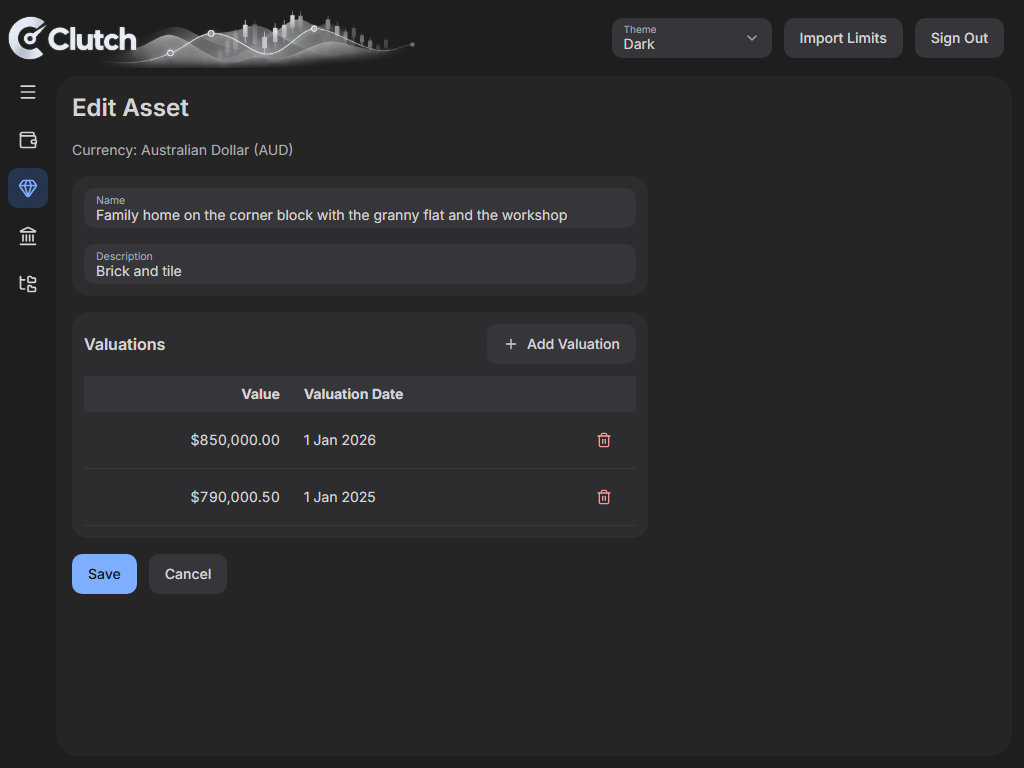 Clutch
Theme
Dark
Import Limits
Sign Out
Edit Asset
Currency: Australian Dollar (AUD)
Name
Family home on the corner block with the granny flat and the workshop
Description
Brick and tile
Valuations
+ Add Valuation
Value Valuation Date
$850,000.00 1 Jan 2026
$790,000.50 1 Jan 2025
Save
Cancel